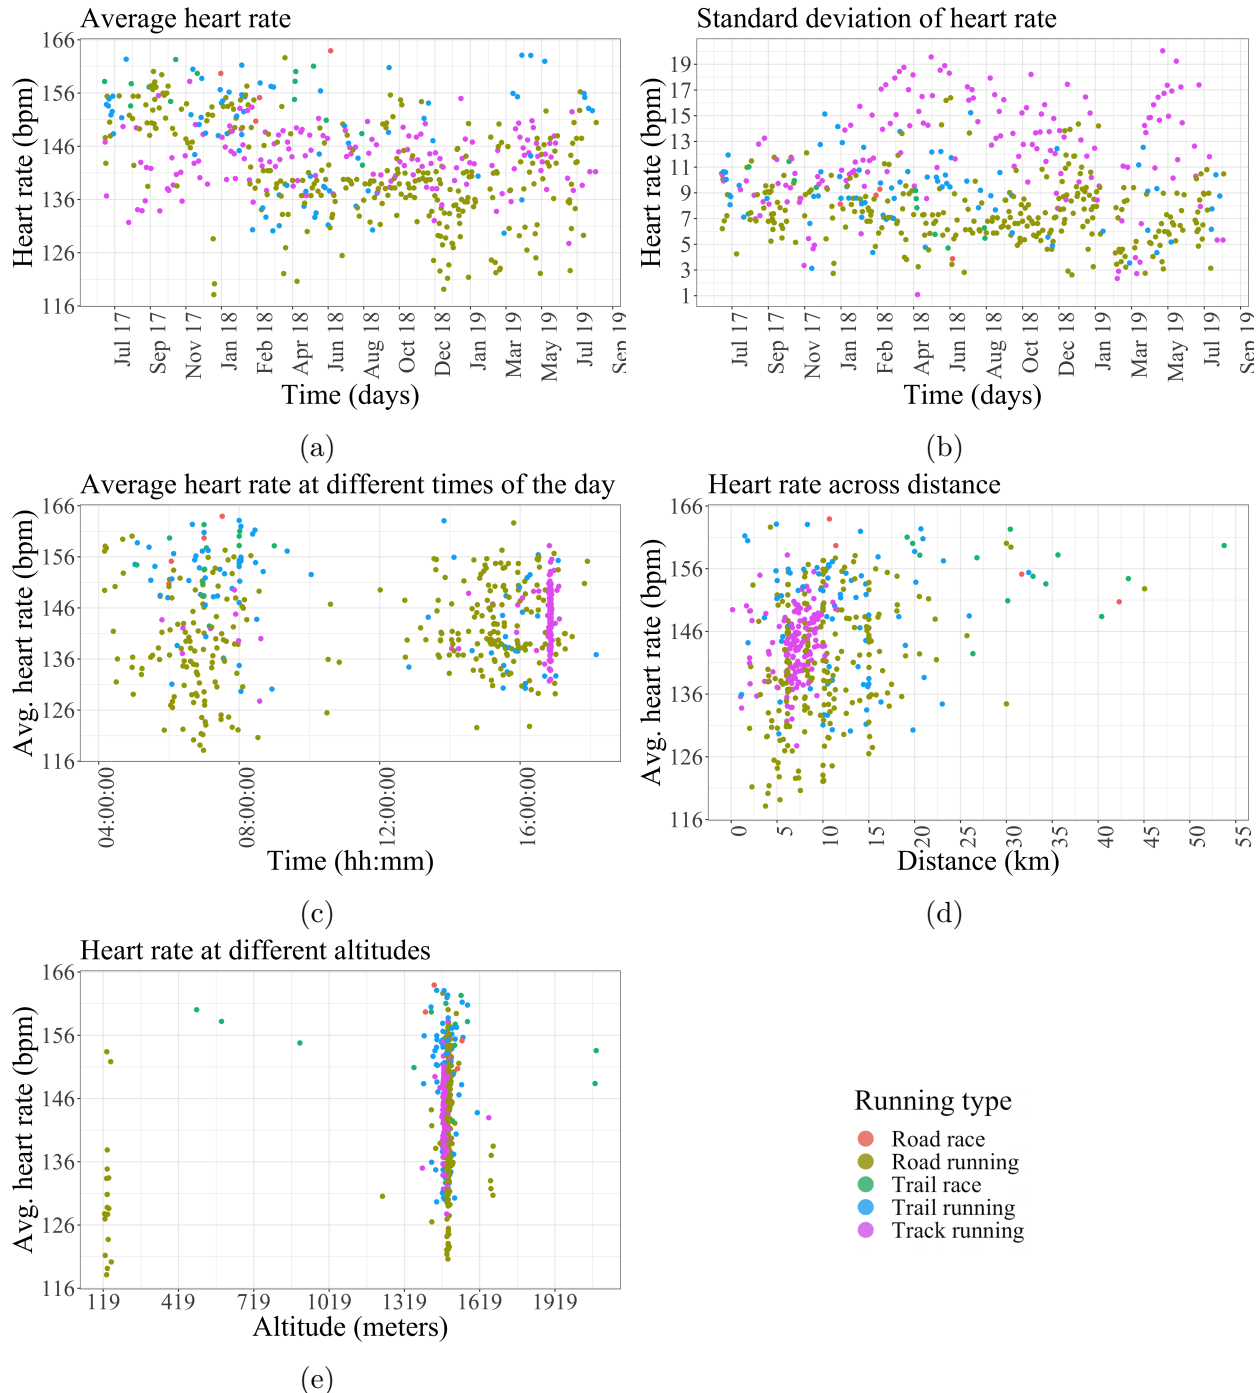 Average heart rate
166
156
146
136
126
116
Heart rate (bpm)
Jul 17
Sep 17
Nov 17
Jan 18
Feb 18
Apr 18
Jun 18
Aug 18
Oct 18
Dec 18
Jan 19
Mar 19
May 19
Jul 19
Sep 19
Time (days)
(a)
Standard deviation of heart rate
19
17
15
13
11
9
7
5
3
1
Heart rate (bpm)
Jul 17
Sep 17
Nov 17
Jan 18
Feb 18
Apr 18
Jun 18
Aug 18
Oct 18
Dec 18
Jan 19
Mar 19
May 19
Jul 19
Sep 19
Time (days)
(b)
Average heart rate at different times of the day
166
156
146
136
126
116
Avg. heart rate (bpm)
04:00:00
08:00:00
12:00:00
16:00:00
Time (hh:mm)
(c)
Heart rate across distance
166
156
146
136
126
116
Avg. heart rate (bpm)
0
5
10
15
20
25
30
35
40
45
50
55
Distance (km)
(d)
Heart rate at different altitudes
166
156
146
136
126
116
Avg. heart rate (bpm)
119
419
719
1019
1319
1619
1919
Altitude (meters)
(e)
Running type
Road race
Road running
Trail race
Trail running
Track running